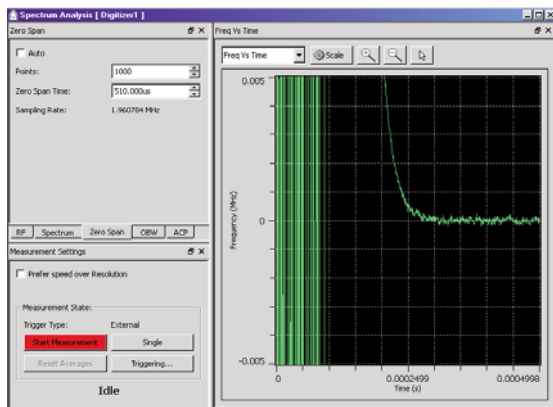 Spectrum Analysis [ Digitizer1 ]
Zero Span
Auto
Points: 1000
Zero Span Time: 510.000us
Sampling Rate: 1.960784 MHz
RF Spectrum Zero Span OBW ACP
Measurement Settings
Prefer speed over Resolution
Measurement State:
Trigger Type: External
Start Measurement Single
Reset Averages Triggering...
Idle
Freq Vs Time
Freq Vs Time Scale
0.005
Frequency (MHz)
0
-0.005
0 0.0002499 0.0004998
Time (s)